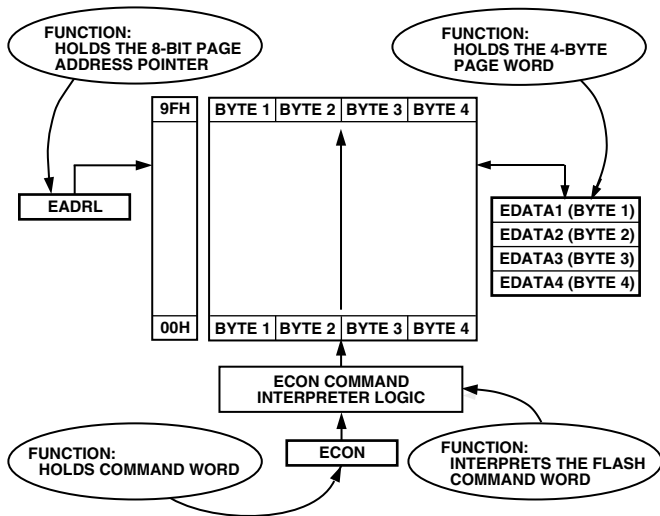 FUNCTION:
HOLDS THE 8-BIT PAGE
ADDRESS POINTER
FUNCTION:
HOLDS THE 4-BYTE
PAGE WORD
9FH
BYTE 1 BYTE 2 BYTE 3 BYTE 4
EADRL
EDATA1 (BYTE 1)
EDATA2 (BYTE 2)
EDATA3 (BYTE 3)
EDATA4 (BYTE 4)
00H
BYTE 1 BYTE 2 BYTE 3 BYTE 4
ECON COMMAND
INTERPRETER LOGIC
FUNCTION:
HOLDS COMMAND WORD
ECON
FUNCTION:
INTERPRETS THE FLASH
COMMAND WORD